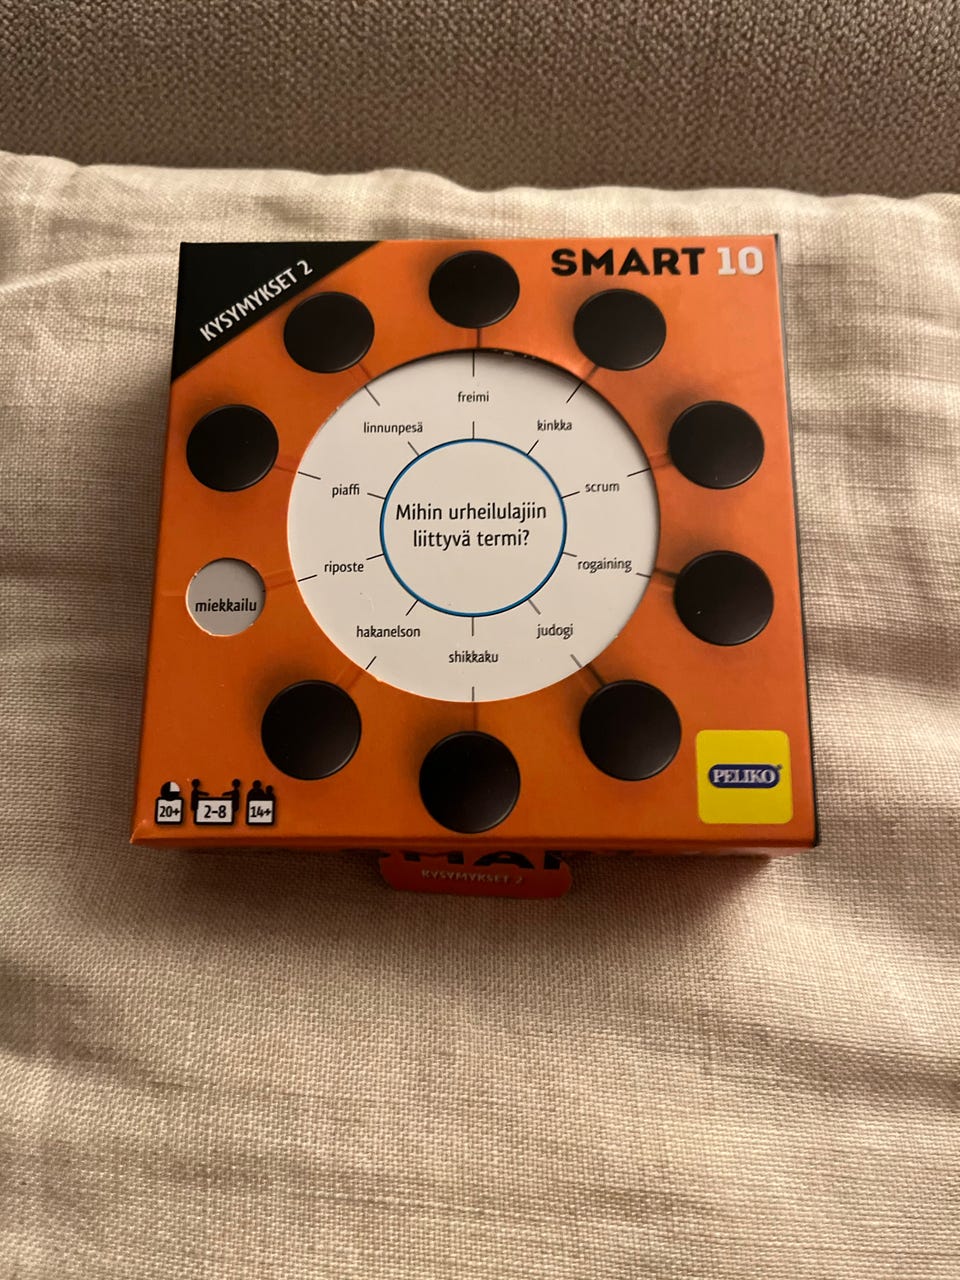 KYSYMYKSET 2
SMART 10
freimi
linnunpesä
kinkka
piaffi
scrum
Mihin urheilulajiin
liittyvä termi?
riposte
rogaining
miekkailu
hakanelson
judogi
shikkaku
PELIKO
20+
2-8
14+
SMART
KYSYMYKSET 2